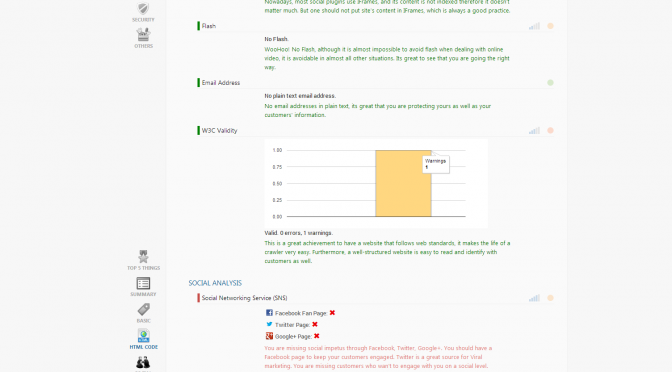 Nowadays, most social plugins use iFrames, and its content is not indexed therefore it doesn't
matter much. But one should not put site's content in IFrames, which is always a good practice.
SECURITY
Flash
OTHERS
No Flash.
WooHoo! No Flash, although it is almost impossible to avoid flash when dealing with online
video, it is avoidable in almost all other situations. Its great to see that you are going the right
way.
Email Address
No plain text email address.
No email addresses in plain text, its great that you are protecting yours as well as your
customers' information.
W3C Validity
1.00
Warnings
1
0.75
0.50
0.25
0.00
Valid. 0 errors, 1 warnings.
This is a great achievement to have a website that follows web standards, it makes the life of a
crawler very easy. Furthermore, a well-structured website is easy to read and identify with
customers as well.
TOP 5 THINGS
SOCIAL ANALYSIS
SUMMARY
Social Networking Service (SNS)
Facebook Fan Page:
BASIC
Twitter Page:
Google+ Page:
HTML CODE
You are missing social impetus through Facebook, Twitter, Google+. You should have a
Facebook page to keep your customers engaged. Twitter is a great source for Viral
marketing. You are missing customers who want to engage with you on a social level.